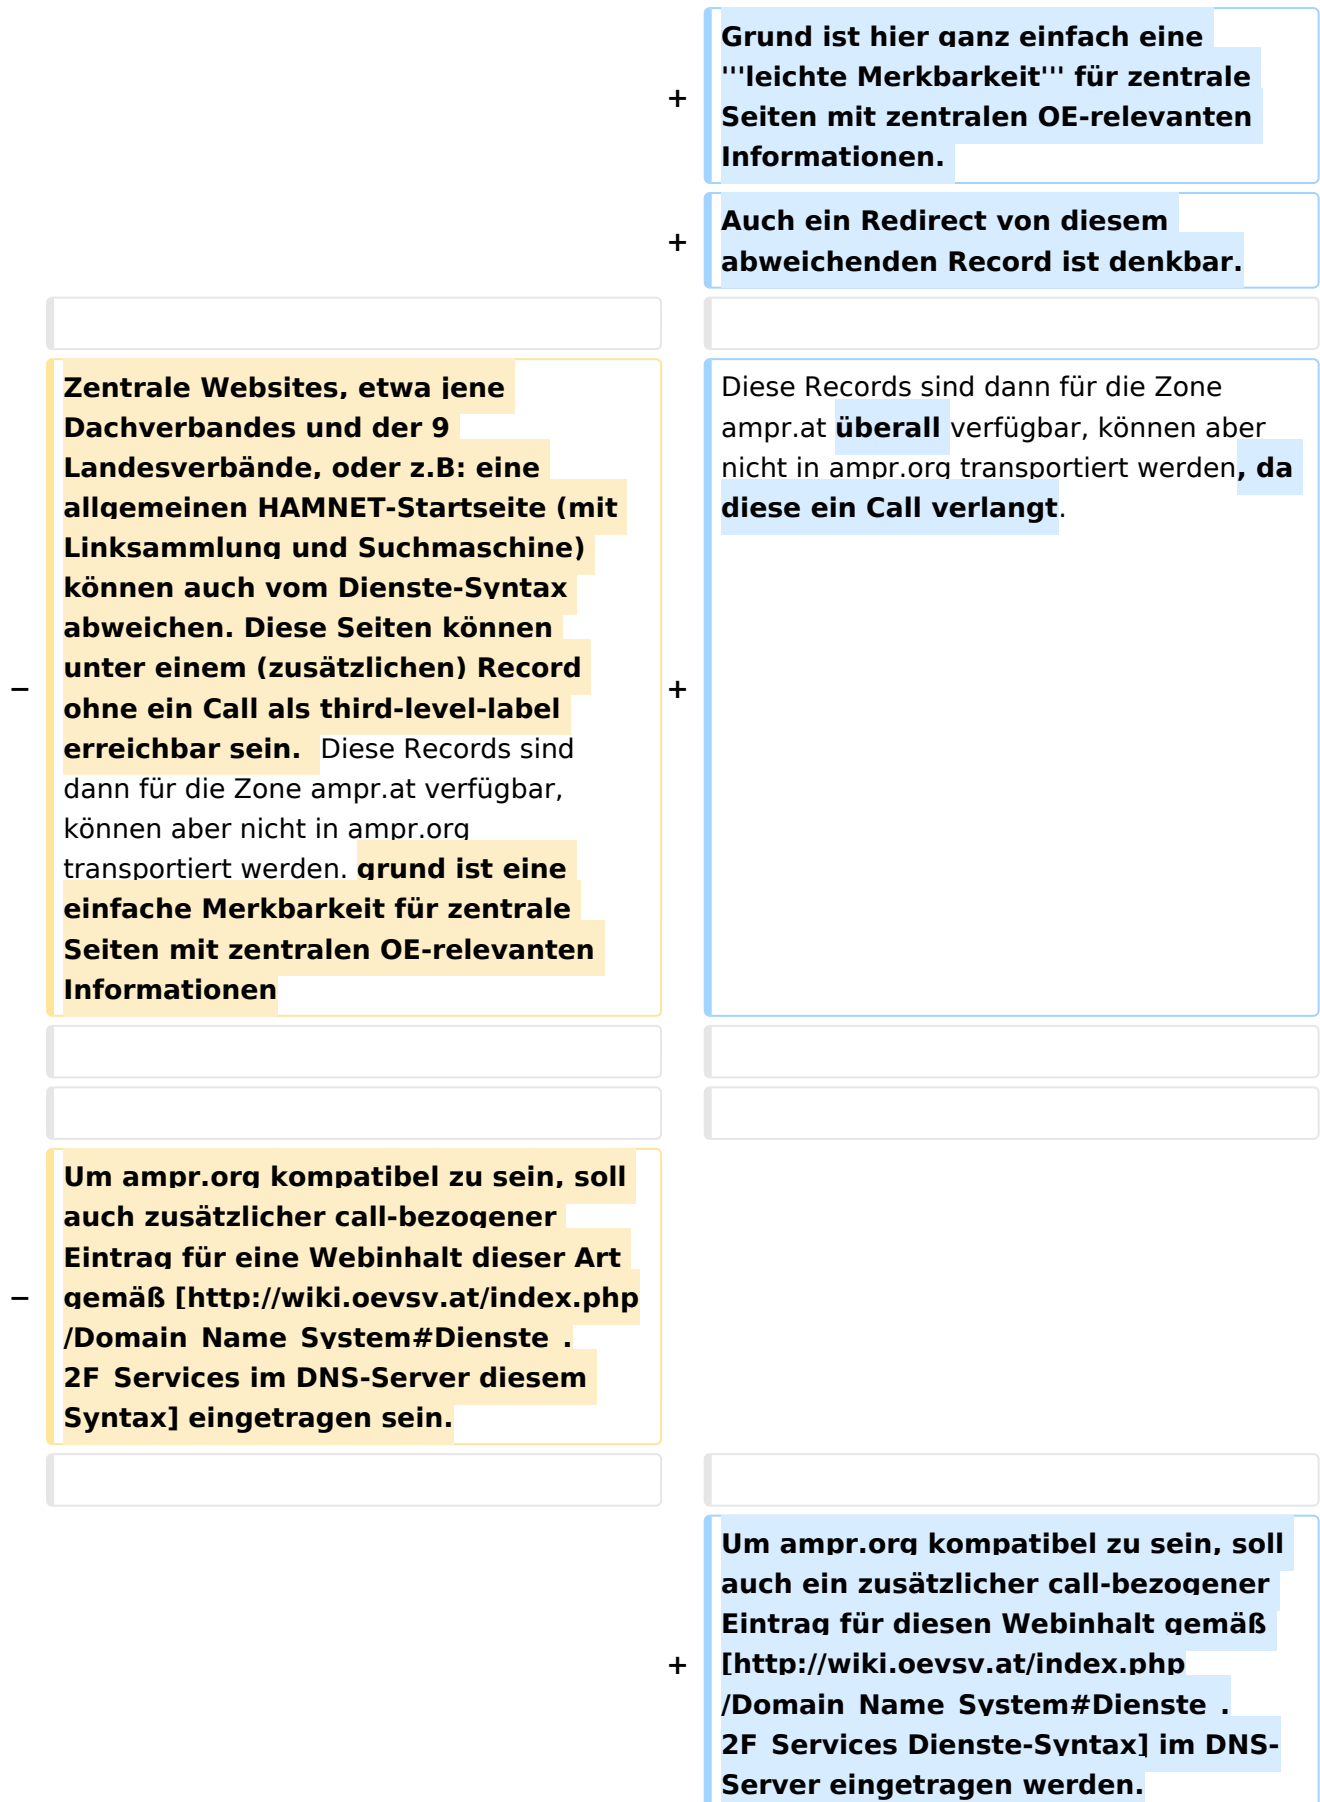 +
Grund ist hier ganz einfach eine
'''leichte Merkbarkeit''' für zentrale
Seiten mit zentralen OE-relevanten
Informationen.
+
Auch ein Redirect von diesem
abweichenden Record ist denkbar.
−
Zentrale Websites, etwa jene
Dachverbandes und der 9
Landesverbände, oder z.B: eine
allgemeinen HAMNET-Startseite (mit
Linksammlung und Suchmaschine)
können auch vom Dienste-Syntax
abweichen. Diese Seiten können
unter einem (zusätzlichen) Record
ohne ein Call als third-level-label
erreichbar sein. Diese Records sind
dann für die Zone ampr.at verfügbar,
können aber nicht in ampr.org
transportiert werden. grund ist eine
einfache Merkbarkeit für zentrale
Seiten mit zentralen OE-relevanten
Informationen
+
Diese Records sind dann für die Zone
ampr.at überall verfügbar, können aber
nicht in ampr.org transportiert werden, da
diese ein Call verlangt.
−
Um ampr.org kompatibel zu sein, soll
auch zusätzlicher call-bezogener
Eintrag für eine Webinhalt dieser Art
gemäß [http://wiki.oevsv.at/index.php
/Domain_Name_System#Dienste_.
2F_Services im DNS-Server diesem
Syntax] eingetragen sein.
+
Um ampr.org kompatibel zu sein, soll
auch ein zusätzlicher call-bezogener
Eintrag für diesen Webinhalt gemäß
[http://wiki.oevsv.at/index.php
/Domain_Name_System#Dienste_.
2F_Services Dienste-Syntax] im DNS-
Server eingetragen werden.